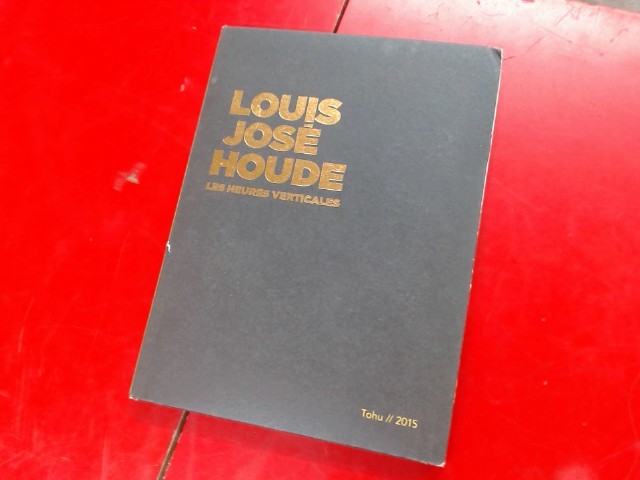 LOUIS
JOSÉ
HOUDE
LES HEURES VERTICALES
Tohu // 2015